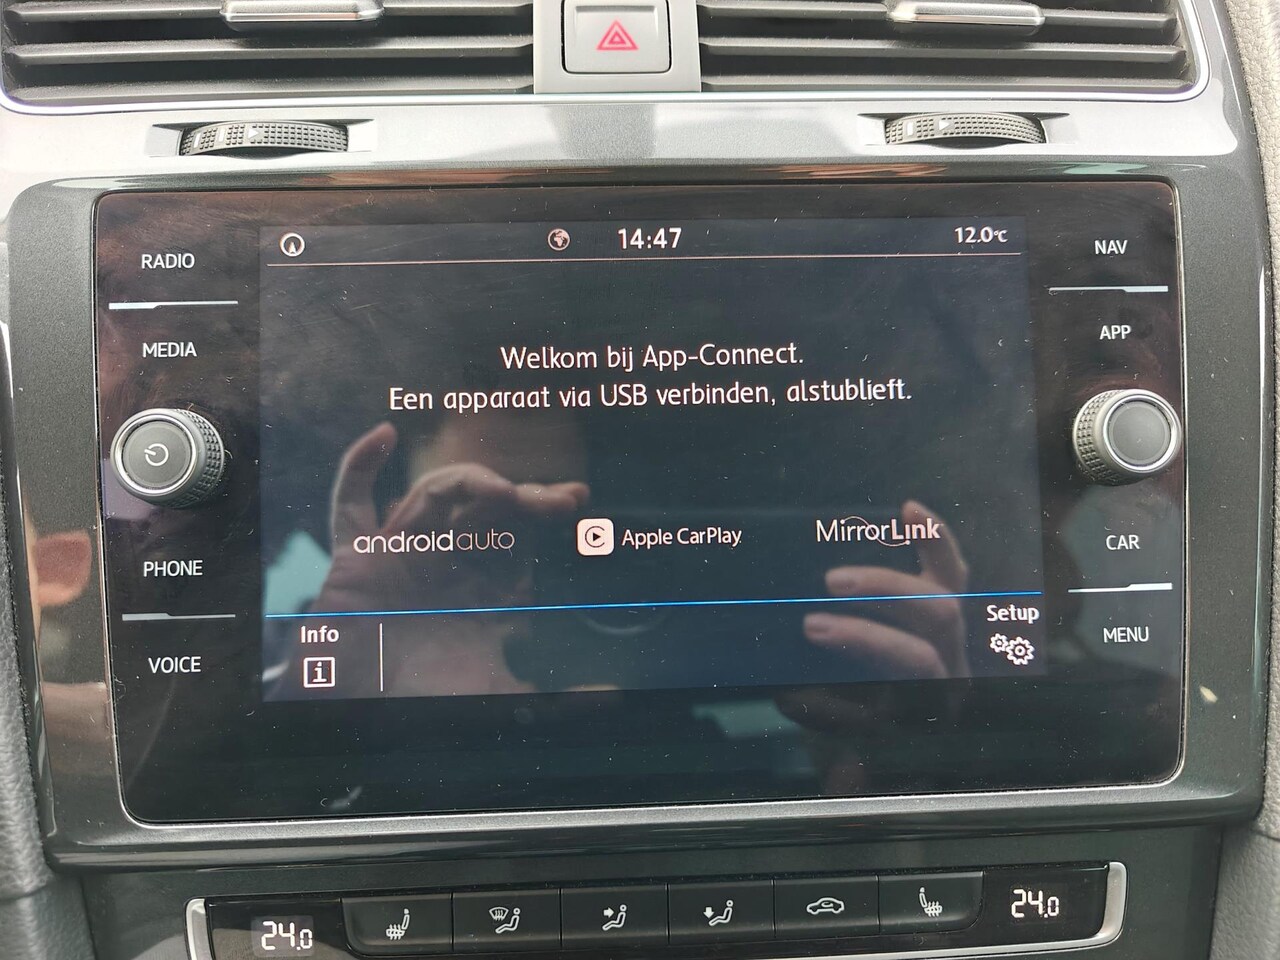 14:47
12.0°C
RADIO
NAV
MEDIA
APP
Welkom bij App-Connect.
Een apparaat via USB verbinden, alstublieft.
androidauto
Apple CarPlay
MirrorLink
PHONE
CAR
VOICE
MENU
Info
Setup
24.0
24.0